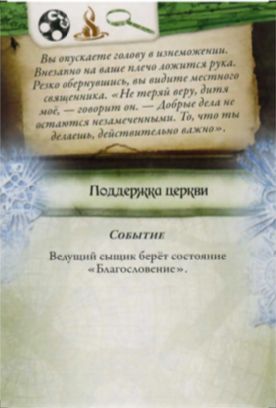 Вы опускаете голову в изнеможении.
Внезапно на ваше плечо ложится рука.
Резко обернувшись, вы видите местного
священника. «Не теряй веру, дитя
моё, — говорит он. — Добрые дела не
остаются незамеченными. То, что ты
делаешь, действительно важно».
Поддержка церкви
Событие
Ведущий сыщик берёт состояние
«Благословение».